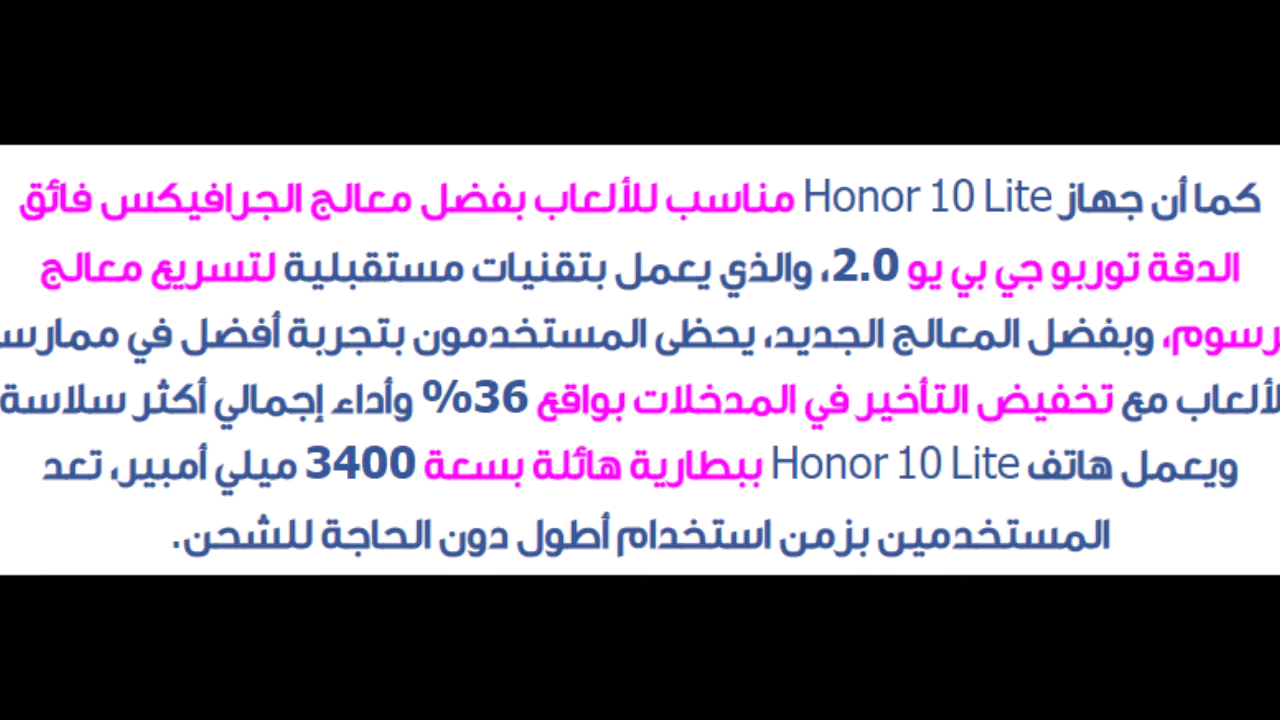 كما أن جهاز Honor 10 Lite مناسب للألعاب بفضل معالج الجرافيكس فائق
الدقة توربو جي بي يو 2.0، والذي يعمل بتقنيات مستقبلية لتسريع معالج
رسوم، وبفضل المعالج الجديد، يحظى المستخدمون بتجربة أفضل في ممارس
لألعاب مع تخفيض التأخير في المدخلات بواقع 36% وأداء إجمالي أكثر سلاسة
ويعمل هاتف Honor 10 Lite ببطارية هائلة بسعة 3400 ميلي أمبير، تعد
المستخدمين بزمن استخدام أطول دون الحاجة للشحن.